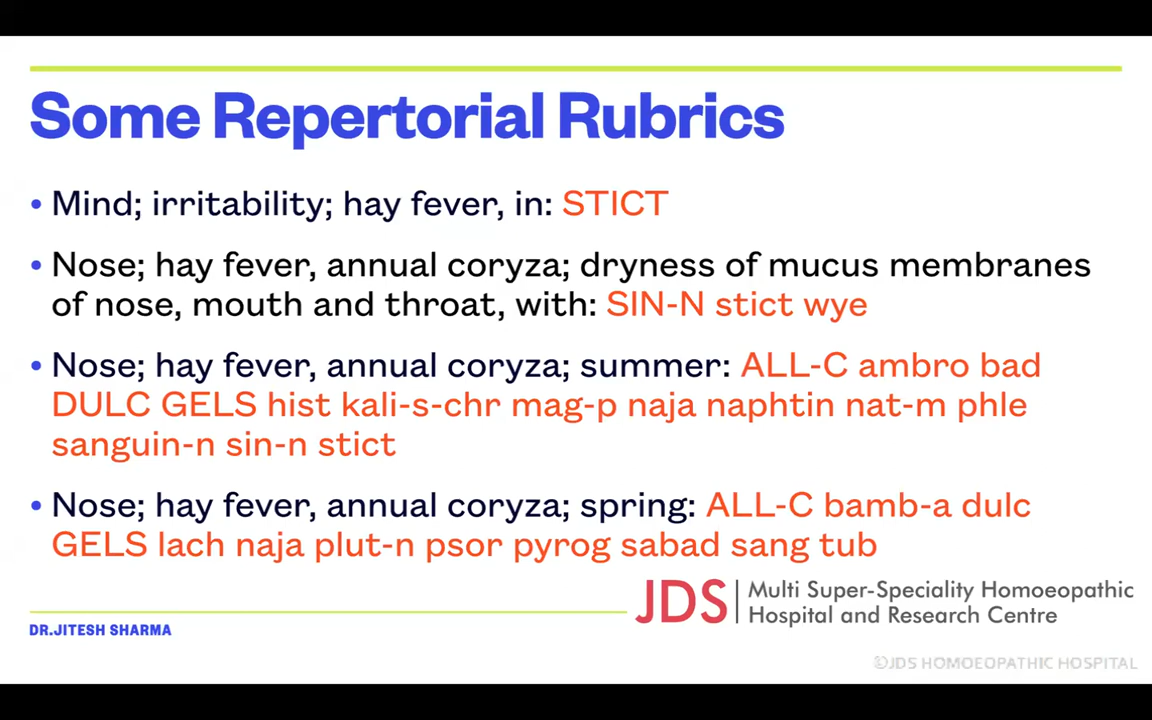 Some Repertorial Rubrics
• Mind; irritability; hay fever, in: STICT
• Nose; hay fever, annual coryza; dryness of mucus membranes
of nose, mouth and throat, with: SIN-N stict wye
• Nose; hay fever, annual coryza; summer: ALL-C ambro bad
DULC GELS hist kali-s-chr mag-p naja naphtin nat-m phle
sanguin-n sin-n stict
• Nose; hay fever, annual coryza; spring: ALL-C bamb-a dulc
GELS lach naja plut-n psor pyrog sabad sang tub
JDS Multi Super-Speciality Homoeopathic
Hospital and Research Centre
DR.JITESH SHARMA
©JDS HOMOEOPATHIC HOSPITAL